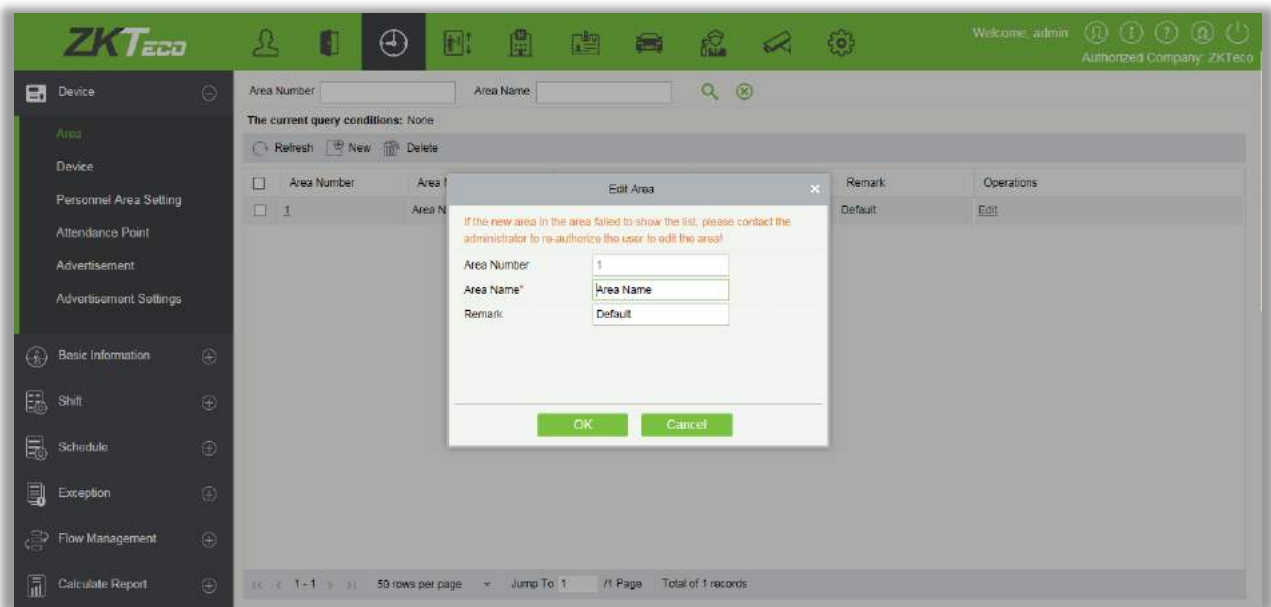 ZKTeco
Welcome, admin
Authorized Company: ZKTeco
Device
Area
Device
Personnel Area Setting
Attendance Point
Advertisement
Advertisement Settings
Basic Information
Shift
Schedule
Exception
Flow Management
Calculate Report
Area Number Area Name
The current query conditions: None
Refresh New Delete
Area Number Area Remark Operations
1 Area N Default Edit
Edit Area
If the new area in the area failed to show the list, please contact the
administrator to re-authorize the user to edit the area!
Area Number 1
Area Name* Area Name
Remark Default
OK Cancel
1-1 50 rows per page Jump To 1 /1 Page Total of 1 records